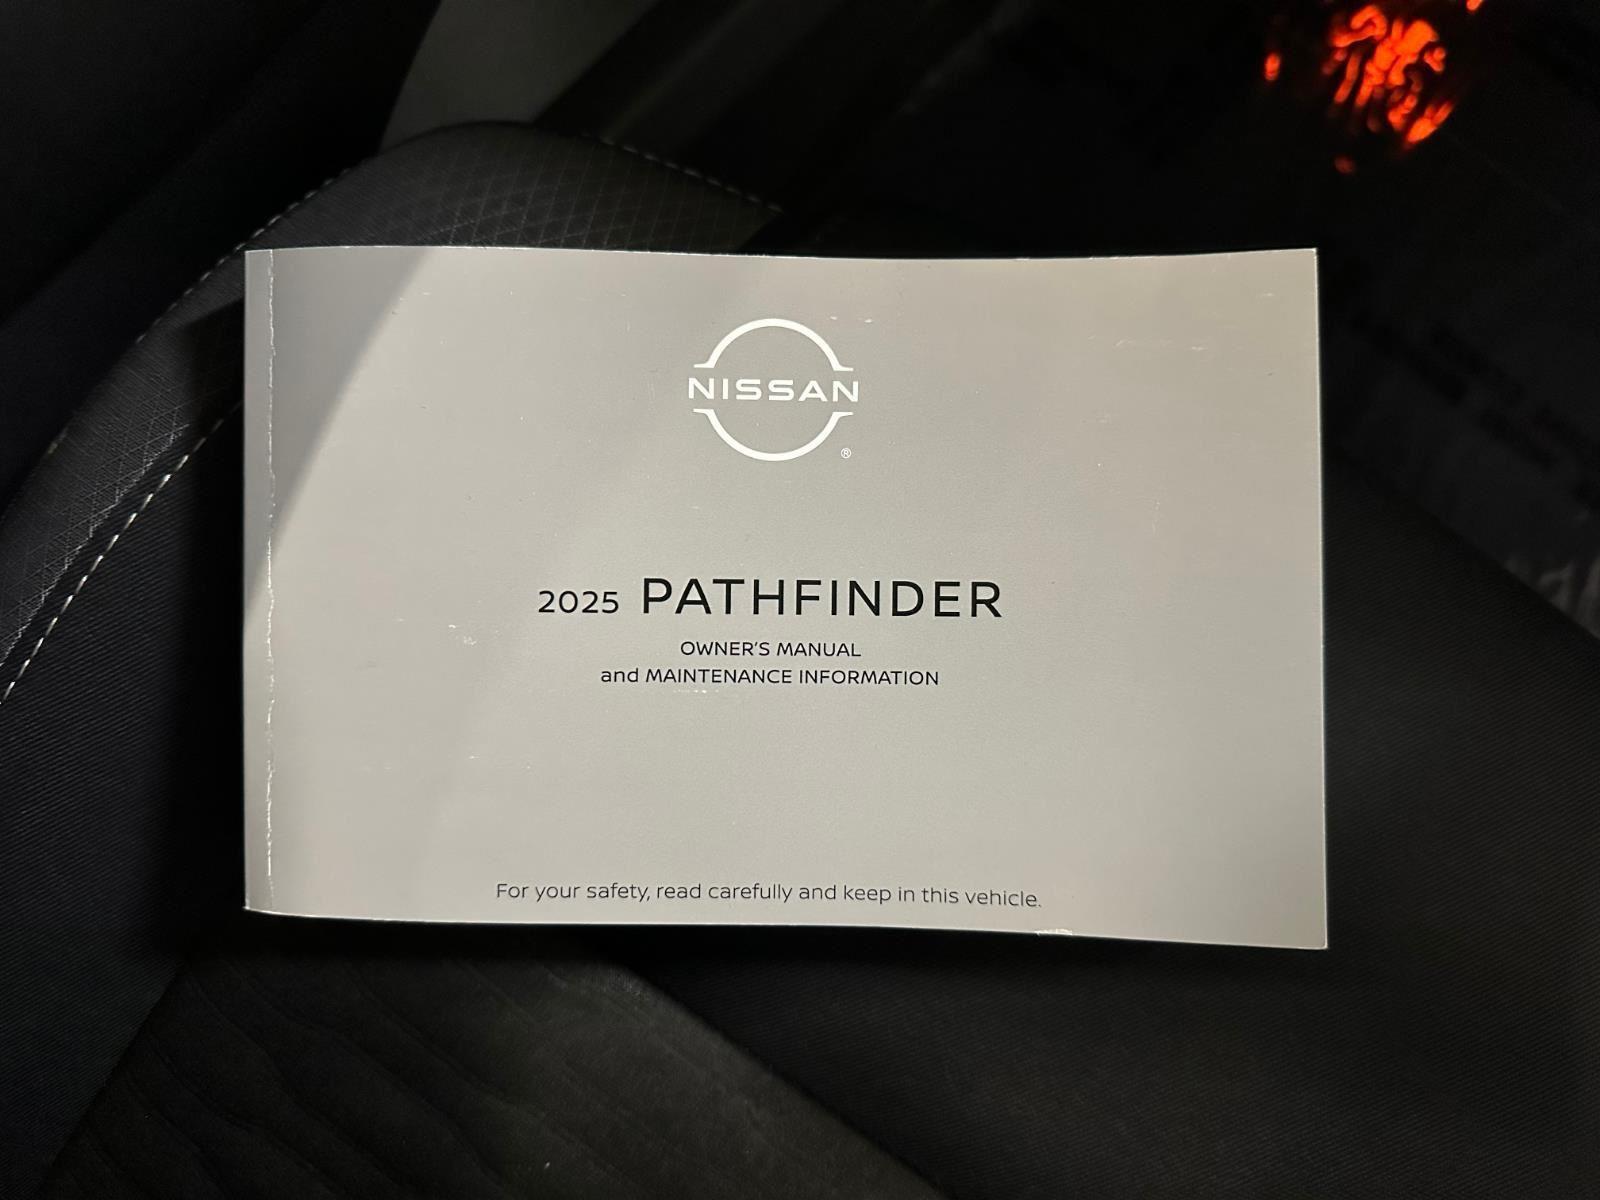 NISSAN
®
2025 PATHFINDER
OWNER'S MANUAL
and MAINTENANCE INFORMATION
For your safety, read carefully and keep in this vehicle.